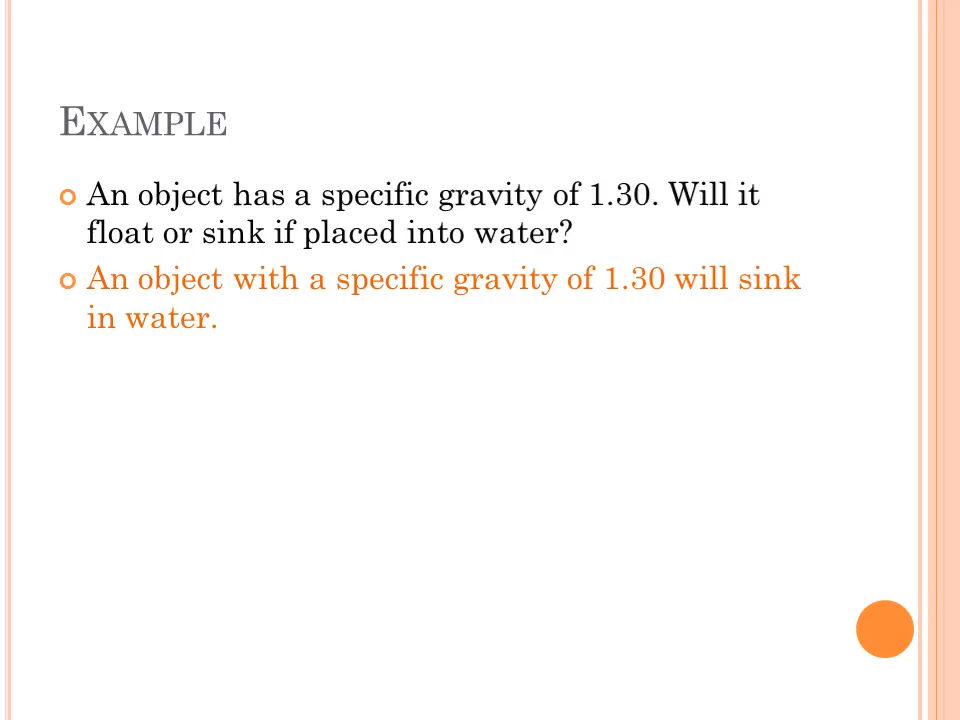 EXAMPLE
An object has a specific gravity of 1.30. Will it
float or sink if placed into water?
An object with a specific gravity of 1.30 will sink
in water.